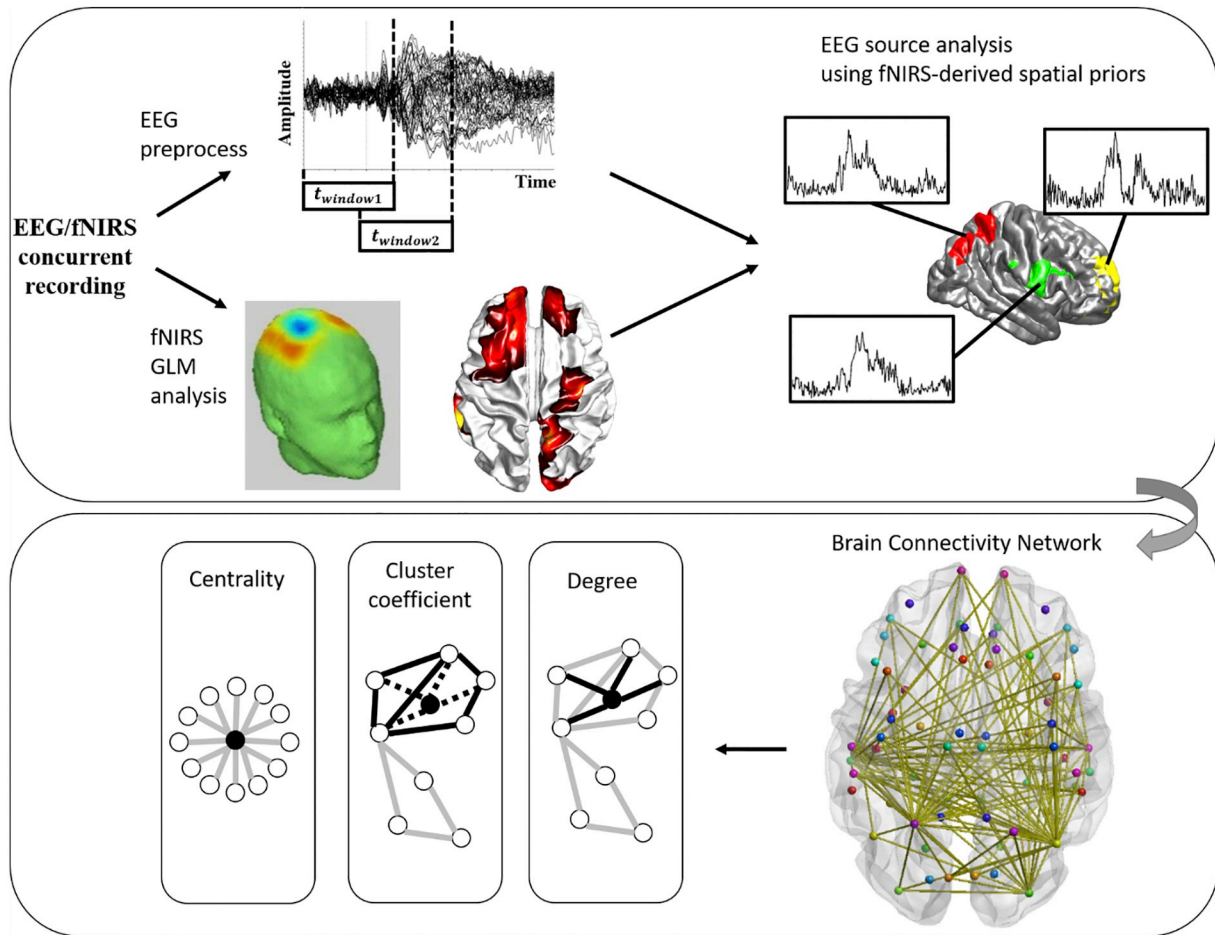 EEG
preprocess
Amplitude
Time
t_window1
t_window2
EEG/fNIRS
concurrent
recording
fNIRS
GLM
analysis
EEG source analysis
using fNIRS-derived spatial priors
Centrality
Cluster
coefficient
Degree
Brain Connectivity Network